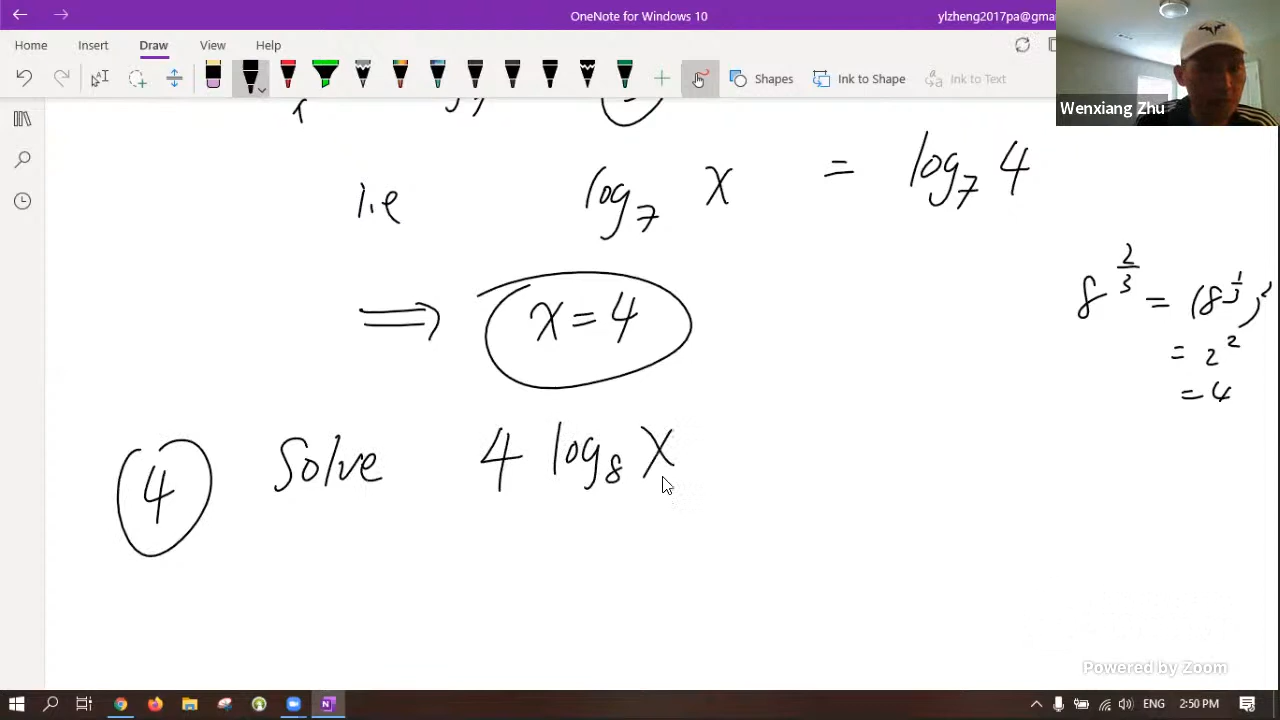 OneNote for Windows 10
ylzheng2017pa@gma
Home Insert Draw View Help
Shapes Ink to Shape Ink to Text
Wenxiang Zhu
i.e log₇ x = log₇ 4
⟹ x = 4
8^(2/3) = (8^(1/3))²
= 2²
= 4
4 Solve 4 log₈ x
Powered by Zoom
ENG 2:50 PM